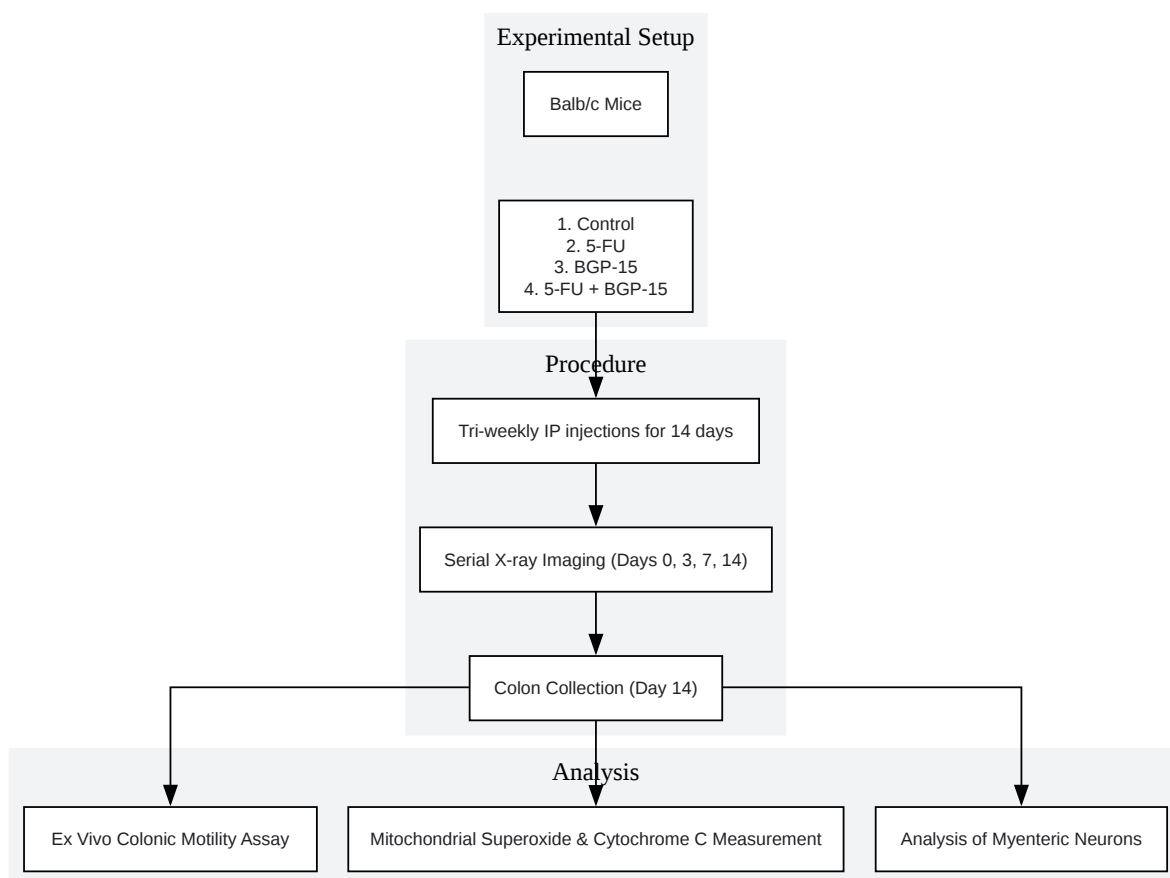 Experimental Setup
Balb/c Mice
1. Control
2. 5-FU
3. BGP-15
4. 5-FU + BGP-15
Procedure
Tri-weekly IP injections for 14 days
Serial X-ray Imaging (Days 0, 3, 7, 14)
Colon Collection (Day 14)
Analysis
Ex Vivo Colonic Motility Assay
Mitochondrial Superoxide & Cytochrome C Measurement
Analysis of Myenteric Neurons